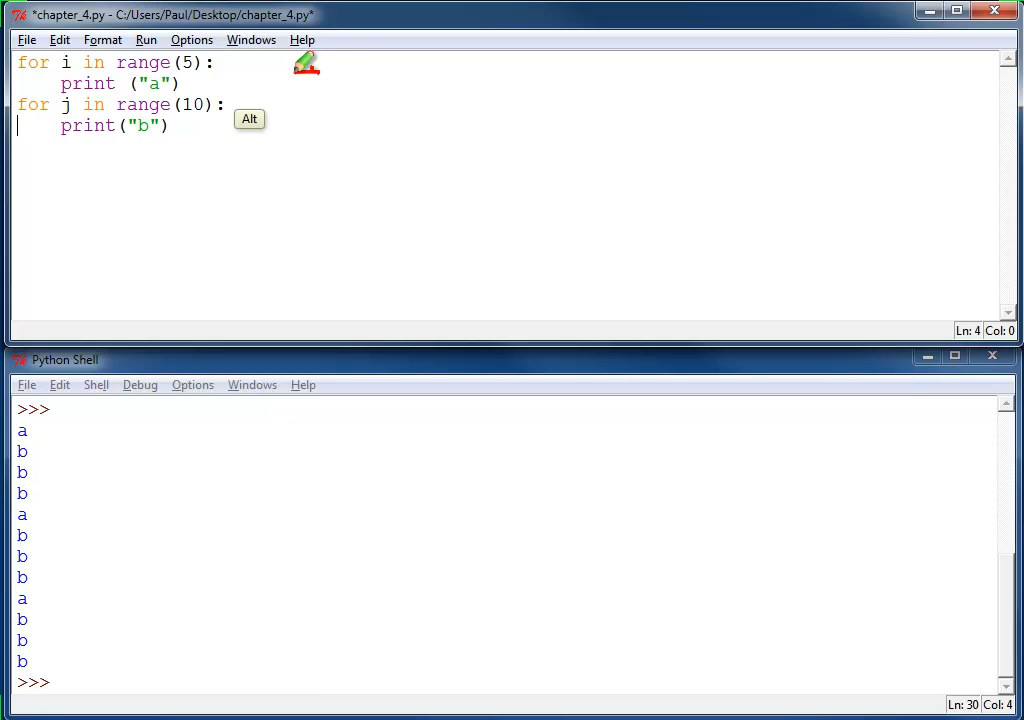 *chapter_4.py - C:/Users/Paul/Desktop/chapter_4.py*
File Edit Format Run Options Windows Help
for i in range(5):
    print ("a")
for j in range(10):
    print("b")
Alt
Ln: 4 Col: 0
Python Shell
File Edit Shell Debug Options Windows Help
>>>
a
b
b
b
a
b
b
b
a
b
b
b
>>>
Ln: 30 Col: 4